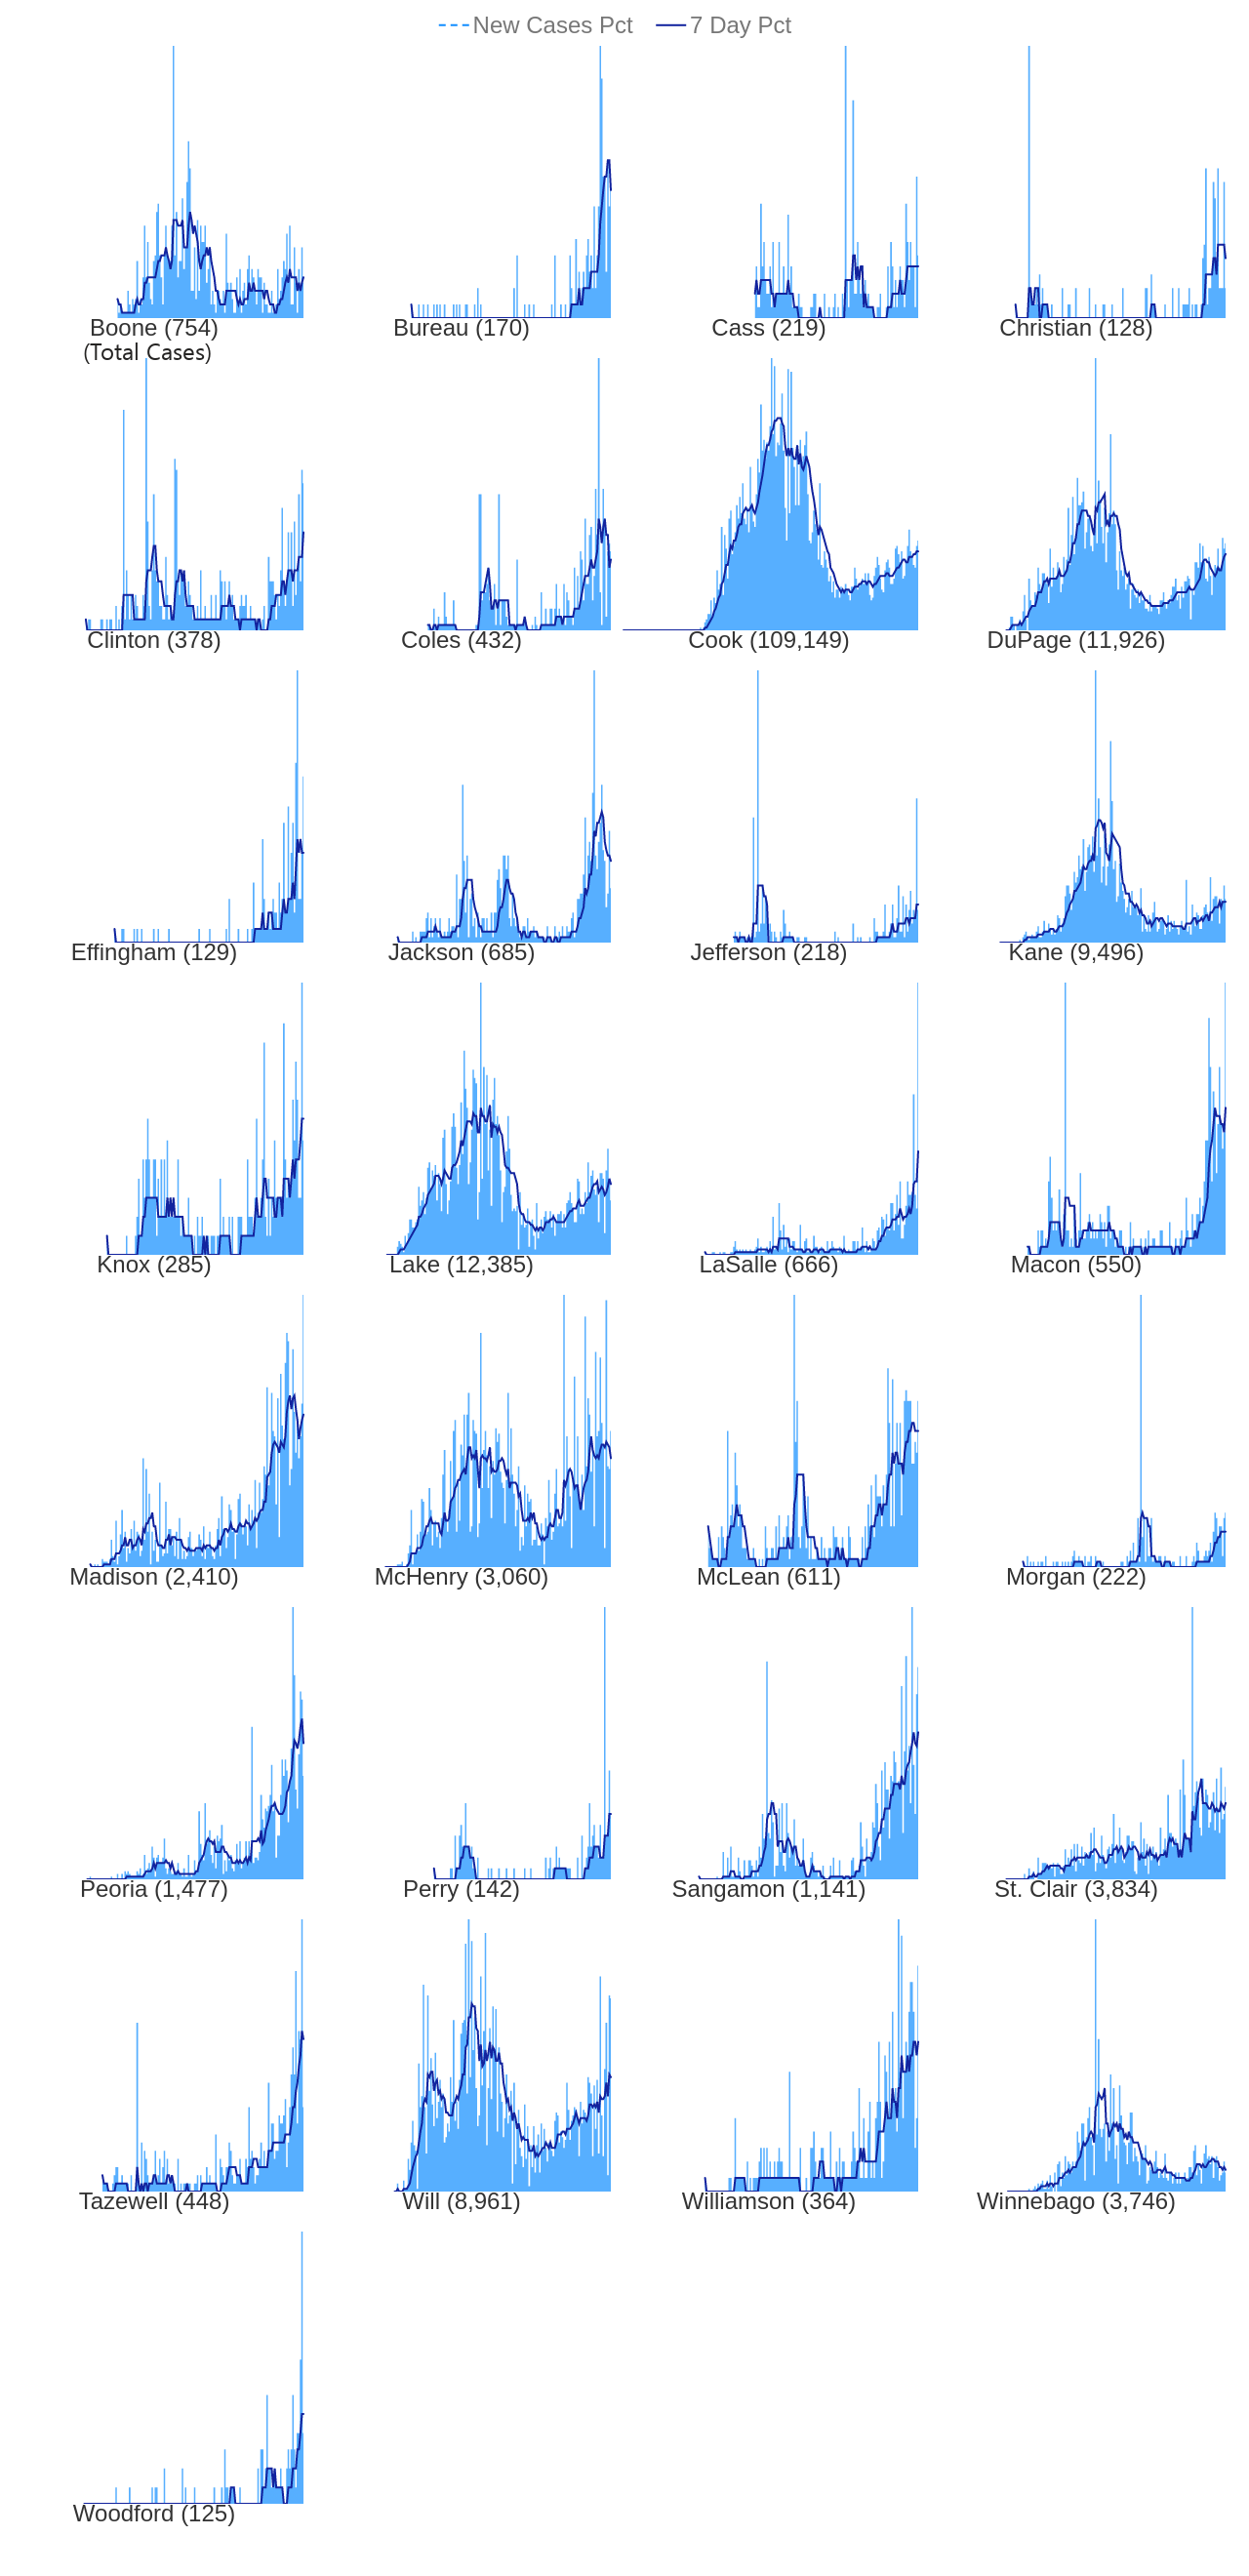 New Cases Pct 7 Day Pct
Boone (754) Bureau (170) Cass (219) Christian (128)
(Total Cases)
Clinton (378) Coles (432) Cook (109,149) DuPage (11,926)
Effingham (129) Jackson (685) Jefferson (218) Kane (9,496)
Knox (285) Lake (12,385) LaSalle (666) Macon (550)
Madison (2,410) McHenry (3,060) McLean (611) Morgan (222)
Peoria (1,477) Perry (142) Sangamon (1,141) St. Clair (3,834)
Tazewell (448) Will (8,961) Williamson (364) Winnebago (3,746)
Woodford (125)